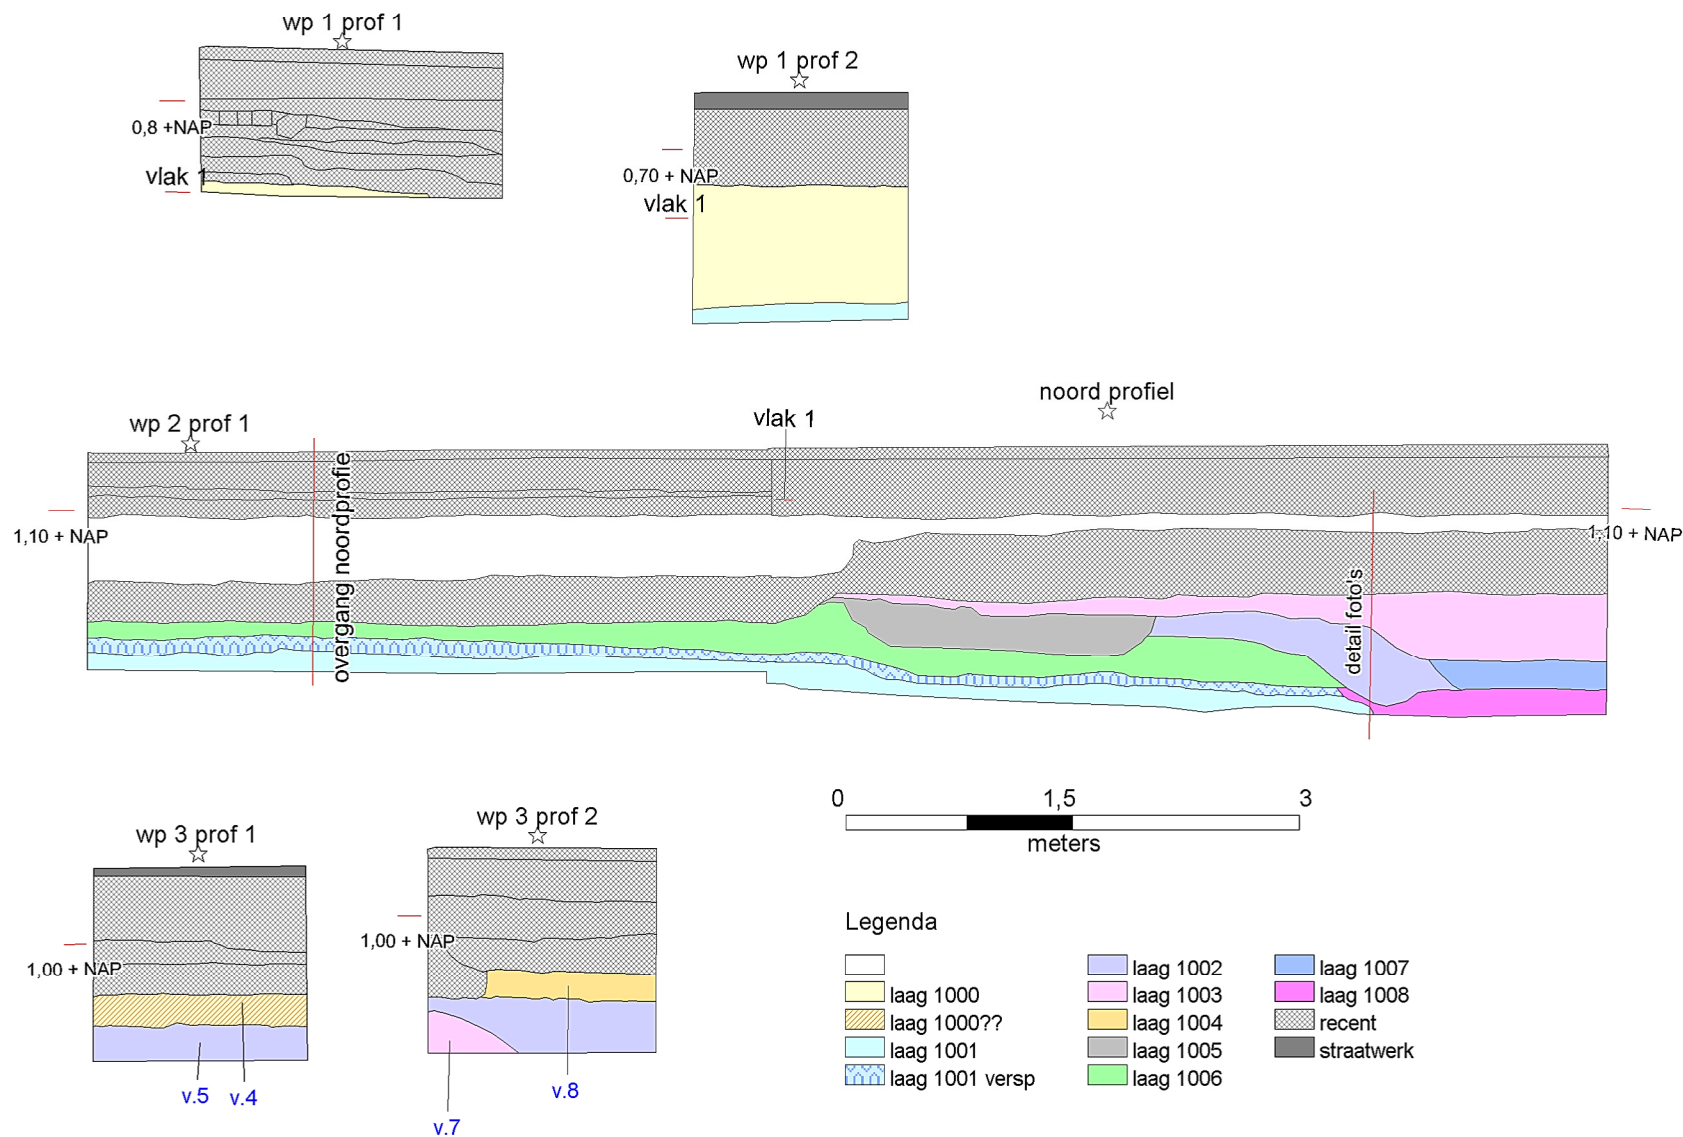 wp 1 prof 1
0,8 +NAP
vlak 1
wp 1 prof 2
0,70 + NAP
vlak 1
noord profiel
wp 2 prof 1
vlak 1
overgang noordprofie
1,10 + NAP
1,10 + NAP
detail foto's
wp 3 prof 1
1,00 + NAP
v.5
v.4
wp 3 prof 2
1,00 + NAP
v.8
v.7
0 1,5 3
meters
Legenda
laag 1000
laag 1000??
laag 1001
laag 1001 versp
laag 1002
laag 1003
laag 1004
laag 1005
laag 1006
laag 1007
laag 1008
recent
straatwerk